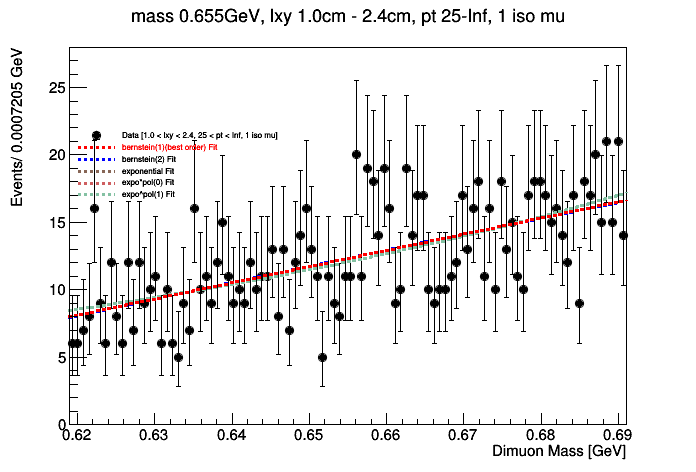 mass 0.655GeV, lxy 1.0cm - 2.4cm, pt 25-Inf, 1 iso mu
Events/ 0.0007205 GeV
25
20
15
10
5
0
Data [1.0 < lxy < 2.4, 25 < pt < Inf, 1 iso mu]
bernstein(1)(best order) Fit
bernstein(2) Fit
exponential Fit
expo*pol(0) Fit
expo*pol(1) Fit
0.62 0.63 0.64 0.65 0.66 0.67 0.68 0.69
Dimuon Mass [GeV]